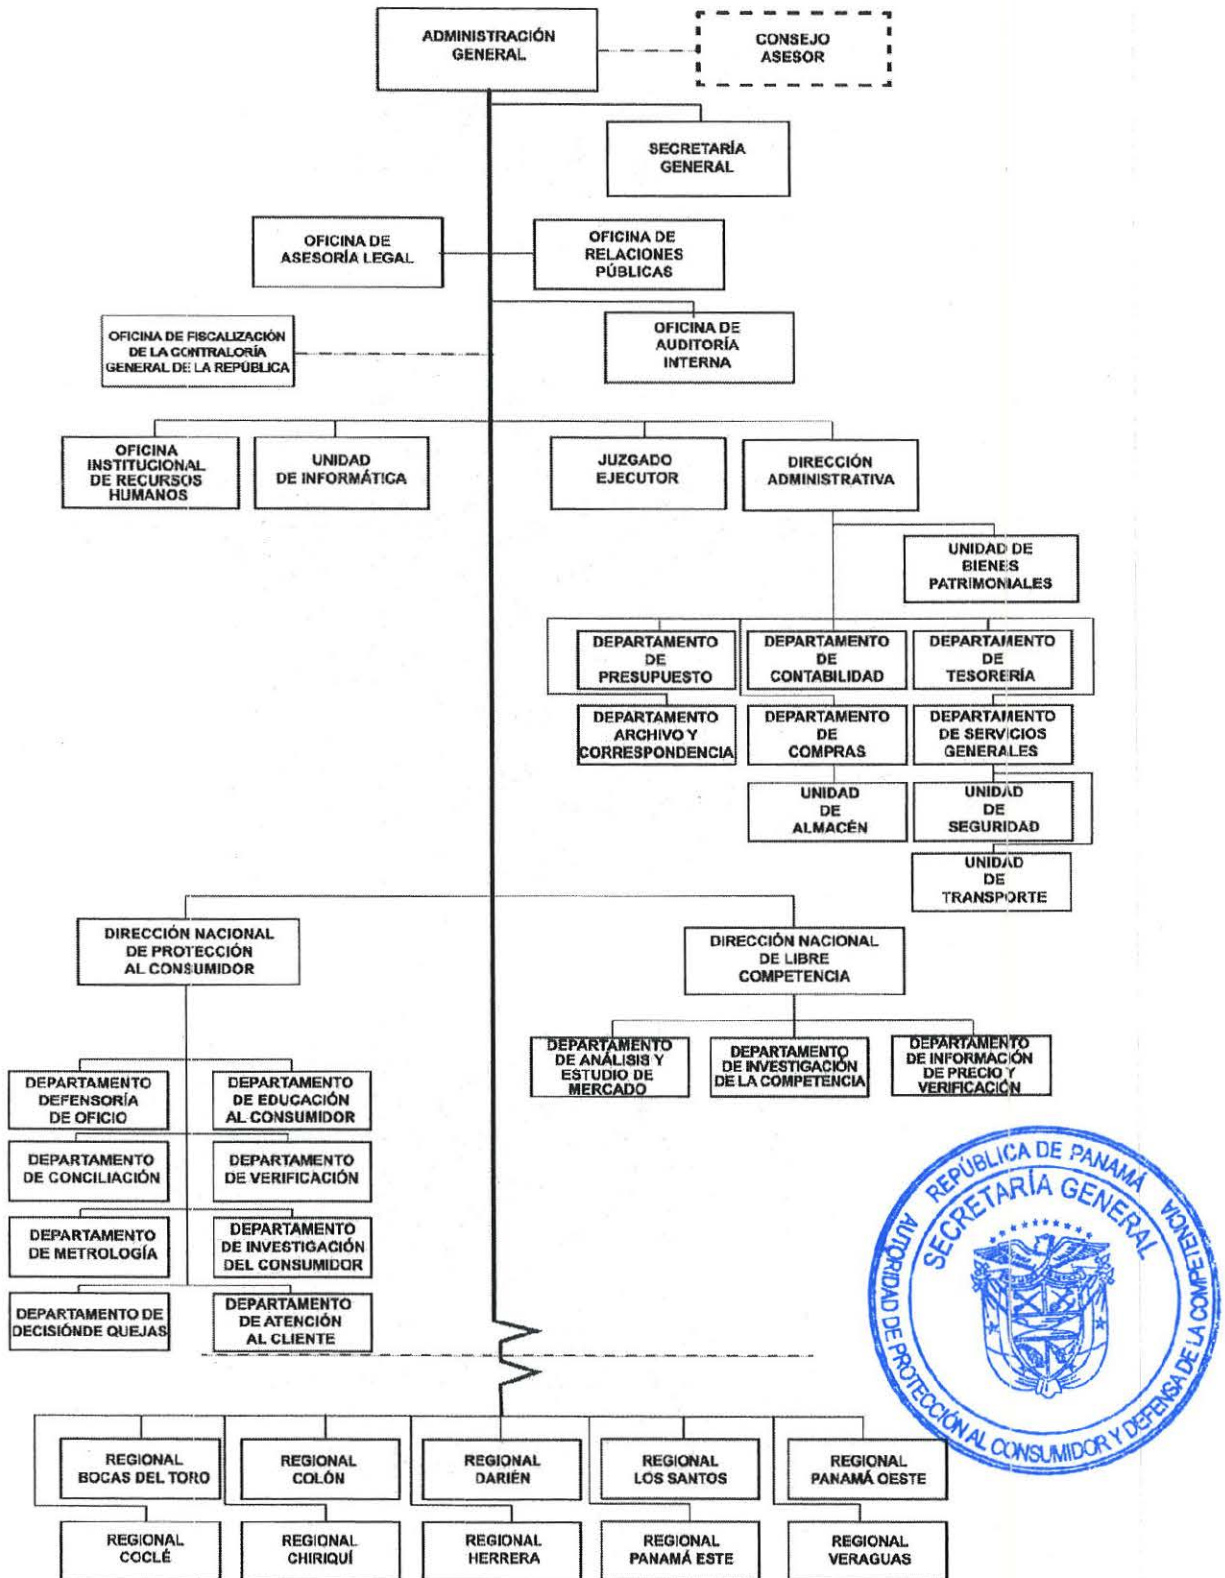 ADMINISTRACIÓN
GENERAL
CONSEJO
ASESOR
SECRETARÍA
GENERAL
OFICINA DE
ASESORÍA LEGAL
OFICINA DE
RELACIONES
PÚBLICAS
OFICINA DE FISCALIZACIÓN
DE LA CONTRALORÍA
GENERAL DE LA REPÚBLICA
OFICINA DE
AUDITORÍA
INTERNA
OFICINA
INSTITUCIONAL
DE RECURSOS
HUMANOS
UNIDAD
DE INFORMÁTICA
JUZGADO
EJECUTOR
DIRECCIÓN
ADMINISTRATIVA
UNIDAD DE
BIENES
PATRIMONIALES
DEPARTAMENTO
DE
PRESUPUESTO
DEPARTAMENTO
DE
CONTABILIDAD
DEPARTAMENTO
DE
TESORERÍA
DEPARTAMENTO
ARCHIVO Y
CORRESPONDENCIA
DEPARTAMENTO
DE
COMPRAS
DEPARTAMENTO
DE SERVICIOS
GENERALES
UNIDAD
DE
ALMACÉN
UNIDAD
DE
SEGURIDAD
UNIDAD
DE
TRANSPORTE
DIRECCIÓN NACIONAL
DE PROTECCIÓN
AL CONSUMIDOR
DIRECCIÓN NACIONAL
DE LIBRE
COMPETENCIA
DEPARTAMENTO
DE ANÁLISIS Y
ESTUDIO DE
MERCADO
DEPARTAMENTO
DE INVESTIGACIÓN
DE LA COMPETENCIA
DEPARTAMENTO
DE INFORMACIÓN
DE PRECIO Y
VERIFICACIÓN
DEPARTAMENTO
DEFENSORÍA
DE OFICIO
DEPARTAMENTO
DE EDUCACIÓN
AL CONSUMIDOR
DEPARTAMENTO
DE CONCILIACIÓN
DEPARTAMENTO
DE VERIFICACIÓN
DEPARTAMENTO
DE METROLOGÍA
DEPARTAMENTO
DE INVESTIGACIÓN
DEL CONSUMIDOR
DEPARTAMENTO DE
DECISIÓNDE QUEJAS
DEPARTAMENTO
DE ATENCIÓN
AL CLIENTE
REPÚBLICA DE PANAMÁ
SECRETARÍA GENERAL
AUTORIDAD DE PROTECCIÓN AL CONSUMIDOR Y DEFENSA DE LA COMPETENCIA
REGIONAL
BOCAS DEL TORO
REGIONAL
COLÓN
REGIONAL
DARIÉN
REGIONAL
LOS SANTOS
REGIONAL
PANAMÁ OESTE
REGIONAL
COCLÉ
REGIONAL
CHIRIQUÍ
REGIONAL
HERRERA
REGIONAL
PANAMÁ ESTE
REGIONAL
VERAGUAS